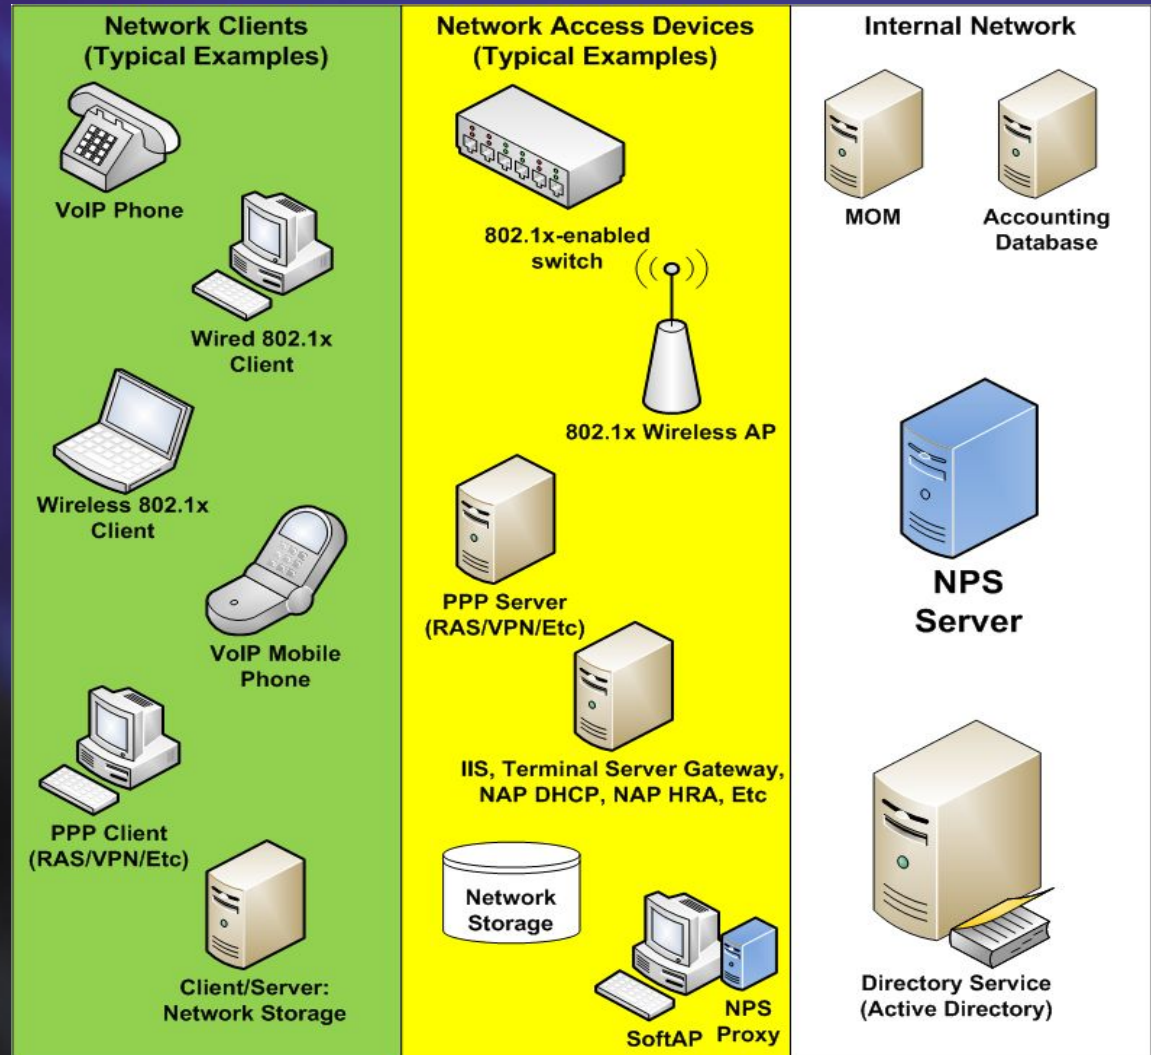 Network Clients
(Typical Examples)
VoIP Phone
Wired 802.1x
Client
Wireless 802.1x
Client
VoIP Mobile
Phone
PPP Client
(RAS/VPN/Etc)
Client/Server:
Network Storage
Network Access Devices
(Typical Examples)
802.1x-enabled
switch
802.1x Wireless AP
PPP Server
(RAS/VPN/Etc)
IIS, Terminal Server Gateway,
NAP DHCP, NAP HRA, Etc
Network
Storage
SoftAP
NPS
Proxy
Internal Network
MOM
Accounting
Database
NPS
Server
Directory Service
(Active Directory)